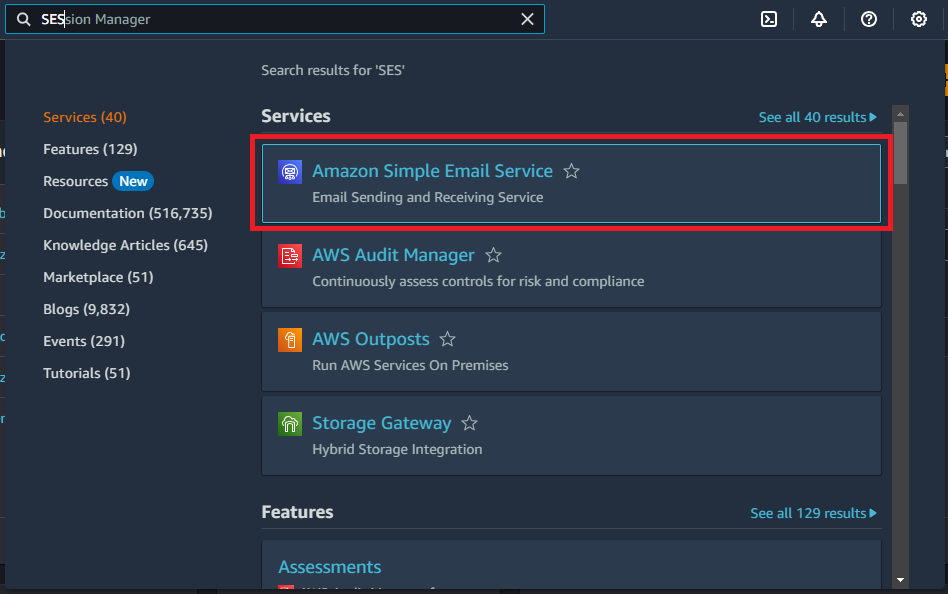 SESsion Manager
Search results for 'SES'
Services (40)
Features (129)
Resources New
Documentation (516,735)
Knowledge Articles (645)
Marketplace (51)
Blogs (9,832)
Events (291)
Tutorials (51)
Services
See all 40 results
Amazon Simple Email Service
Email Sending and Receiving Service
AWS Audit Manager
Continuously assess controls for risk and compliance
AWS Outposts
Run AWS Services On Premises
Storage Gateway
Hybrid Storage Integration
Features
See all 129 results
Assessments